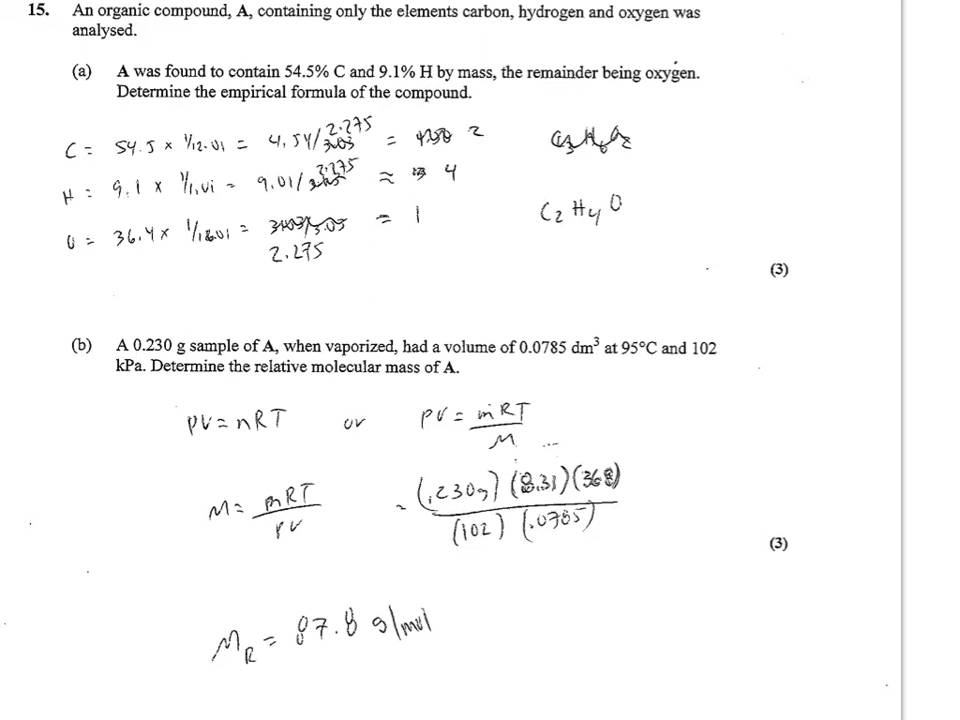 15. An organic compound, A, containing only the elements carbon, hydrogen and oxygen was
analysed.
(a) A was found to contain 54.5% C and 9.1% H by mass, the remainder being oxygen.
Determine the empirical formula of the compound.
C = 54.5 x 1/12.01 = 4.54/ 2.275 = 2
H = 9.1 x 1/1.01 = 9.01/ 2.275 ≈ 4
O = 36.4 x 1/16.01 = = 1
2.275
C2 H4 O
(3)
(b) A 0.230 g sample of A, when vaporized, had a volume of 0.0785 dm³ at 95°C and 102
kPa. Determine the relative molecular mass of A.
PV = nRT or PV = mRT
M ...
M = mRT = (.230g) (8.31) (368)
PV (102) (.0785)
(3)
MR = 87.8 g/mol